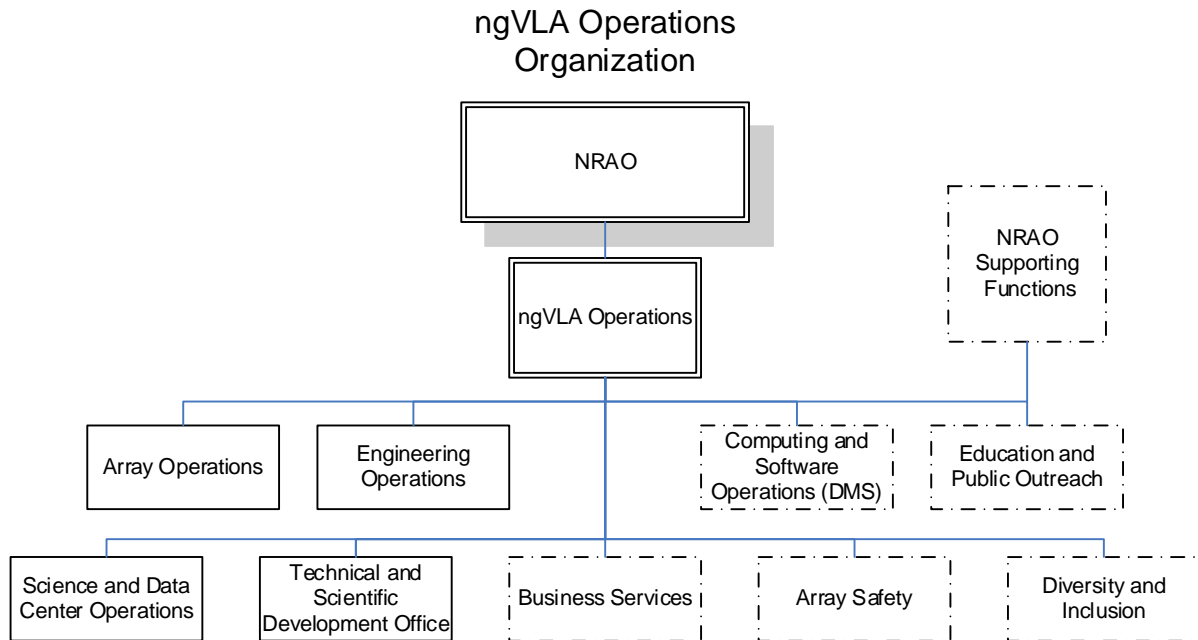 ngVLA Operations
Organization
NRAO
NRAO
Supporting
Functions
ngVLA Operations
Array Operations
Engineering
Operations
Computing and
Software
Operations (DMS)
Education and
Public Outreach
Science and Data
Center Operations
Technical and
Scientific
Development Office
Business Services
Array Safety
Diversity and
Inclusion